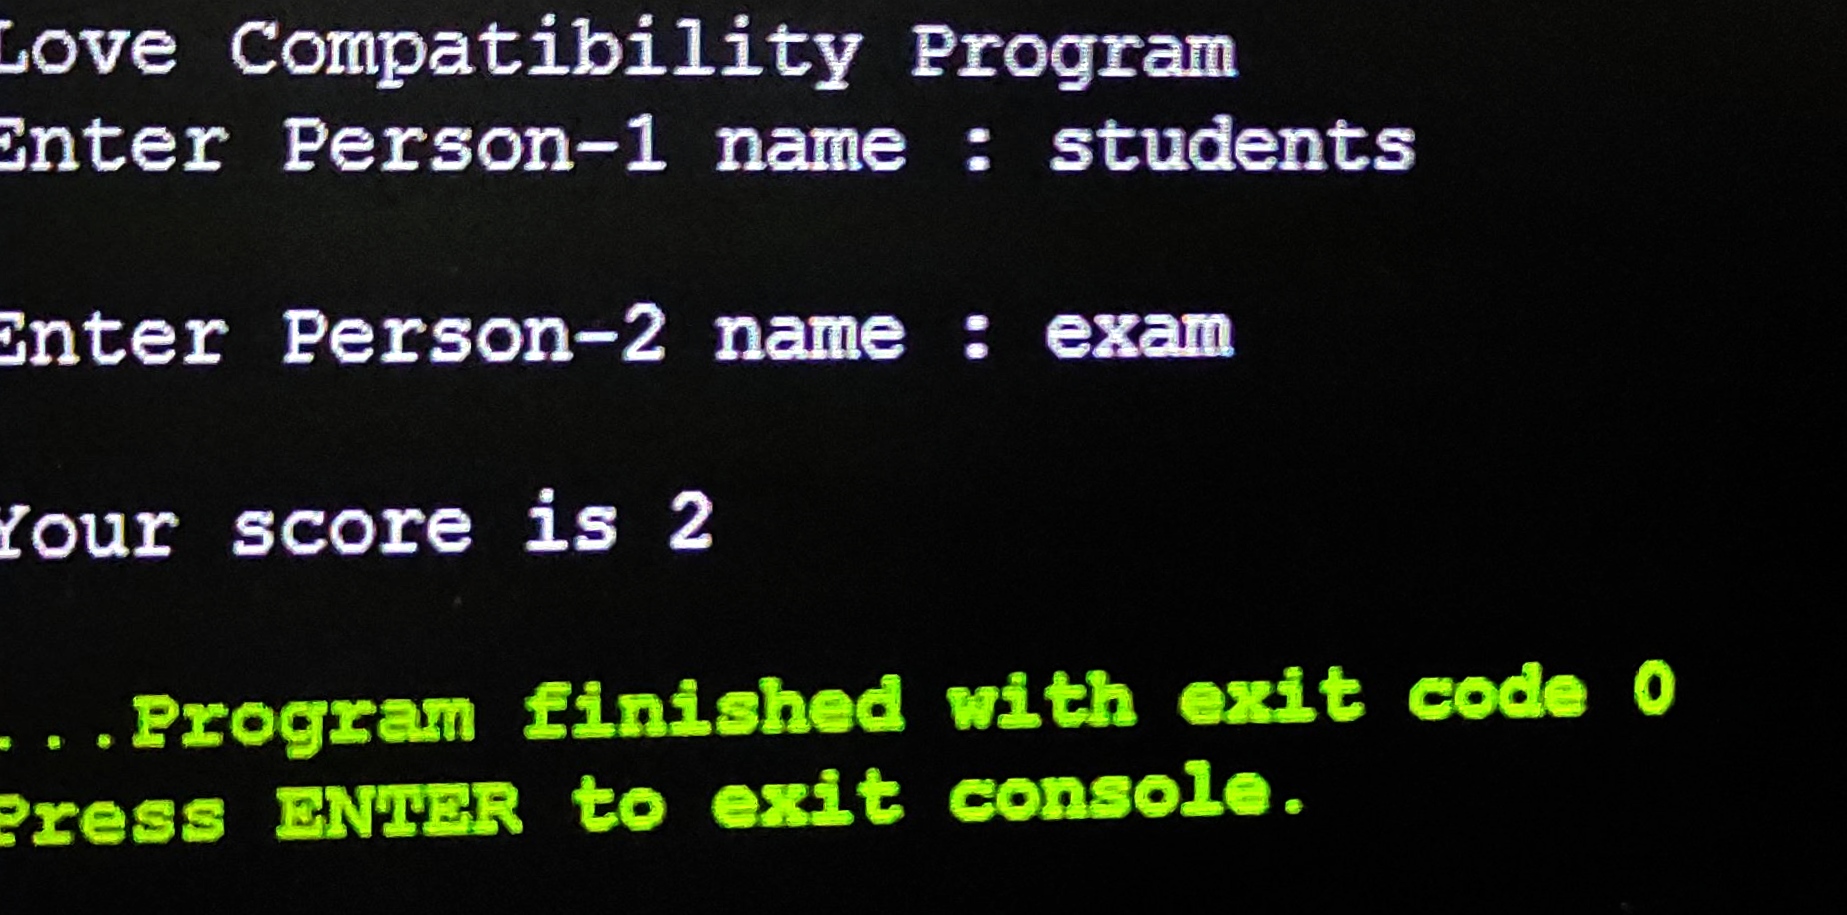 Love Compatibility Program
Enter Person-1 name : students
Enter Person-2 name : exam
Your score is 2
...Program finished with exit code 0
Press ENTER to exit console.